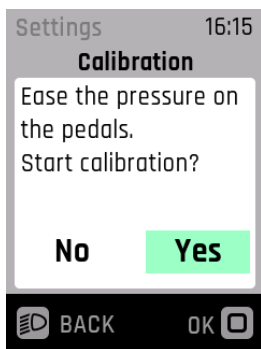 Settings 16:15
Calibration
Ease the pressure on
the pedals.
Start calibration?
No Yes
BACK OK